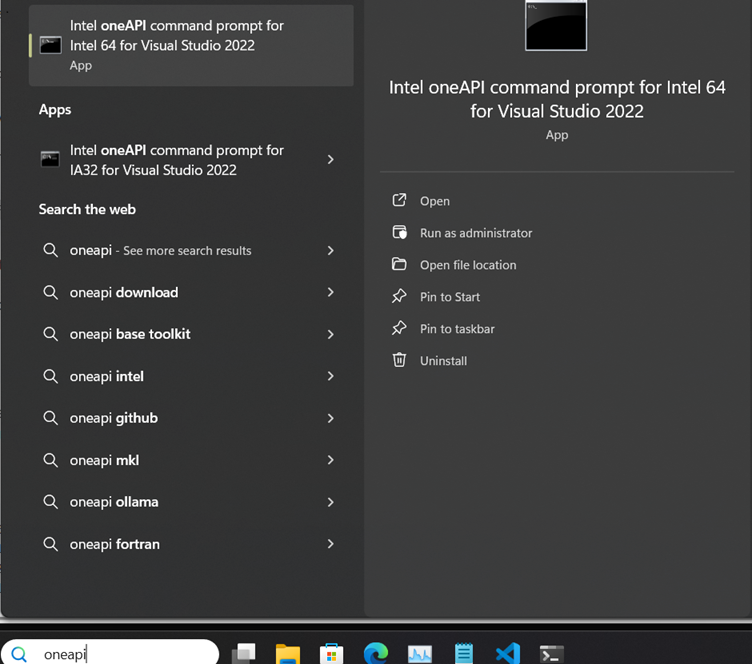 Intel oneAPI command prompt for
Intel 64 for Visual Studio 2022
App
Apps
Intel oneAPI command prompt for
IA32 for Visual Studio 2022
Search the web
oneapi - See more search results
oneapi download
oneapi base toolkit
oneapi intel
oneapi github
oneapi mkl
oneapi ollama
oneapi fortran
Intel oneAPI command prompt for Intel 64
for Visual Studio 2022
App
Open
Run as administrator
Open file location
Pin to Start
Pin to taskbar
Uninstall
oneapi